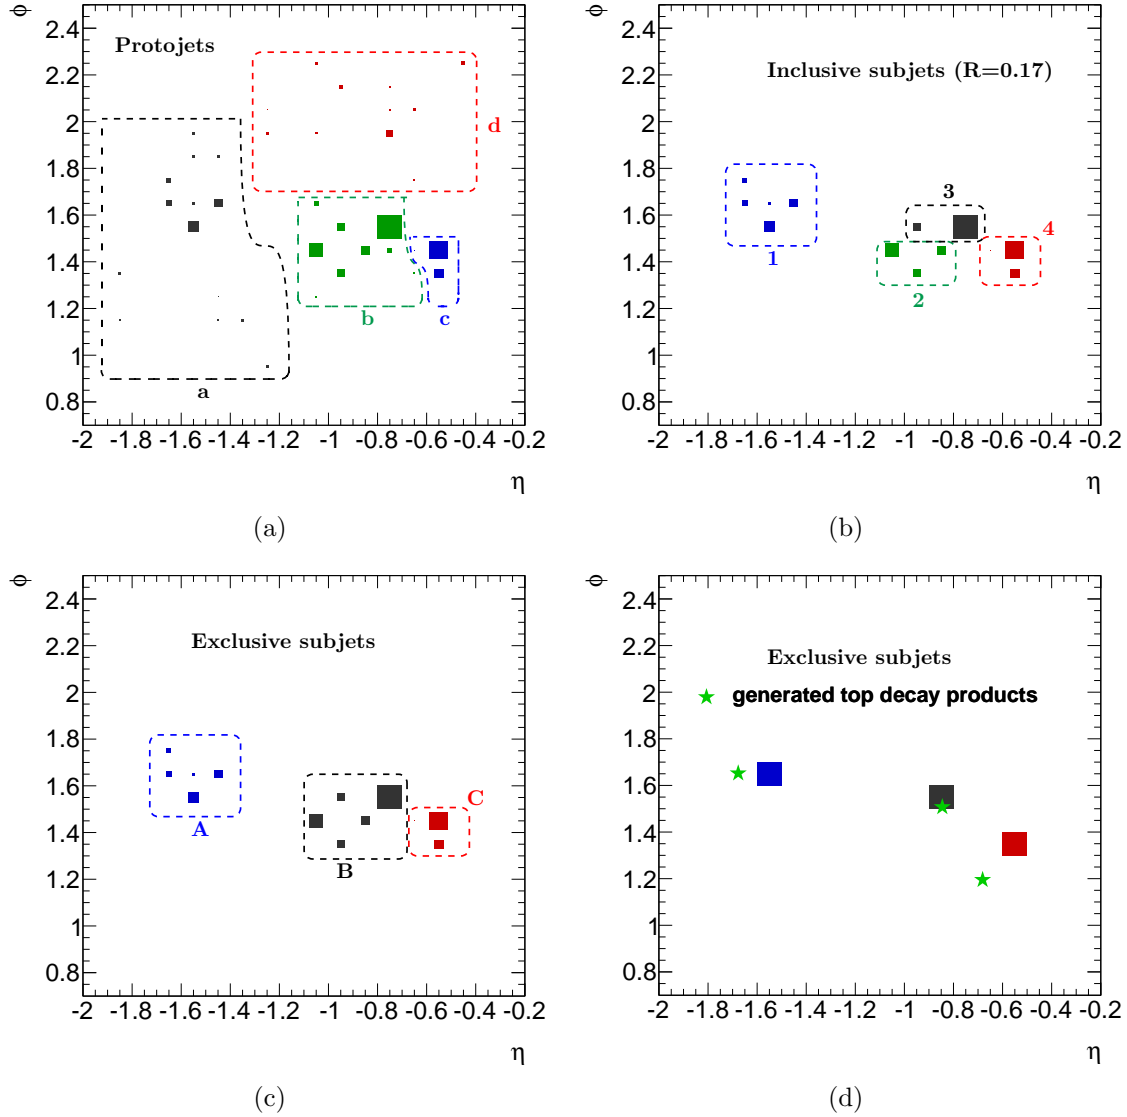 ϕ
Protojets
2.4
2.2
2
1.8
1.6
1.4
1.2
1
0.8
d
b
c
a
-2 -1.8 -1.6 -1.4 -1.2 -1 -0.8 -0.6 -0.4 -0.2
η
(a)
ϕ
Inclusive subjets (R=0.17)
2.4
2.2
2
1.8
1.6
1.4
1.2
1
0.8
3
4
1
2
-2 -1.8 -1.6 -1.4 -1.2 -1 -0.8 -0.6 -0.4 -0.2
η
(b)
ϕ
Exclusive subjets
2.4
2.2
2
1.8
1.6
1.4
1.2
1
0.8
C
A
B
-2 -1.8 -1.6 -1.4 -1.2 -1 -0.8 -0.6 -0.4 -0.2
η
(c)
ϕ
Exclusive subjets
generated top decay products
2.4
2.2
2
1.8
1.6
1.4
1.2
1
0.8
-2 -1.8 -1.6 -1.4 -1.2 -1 -0.8 -0.6 -0.4 -0.2
η
(d)